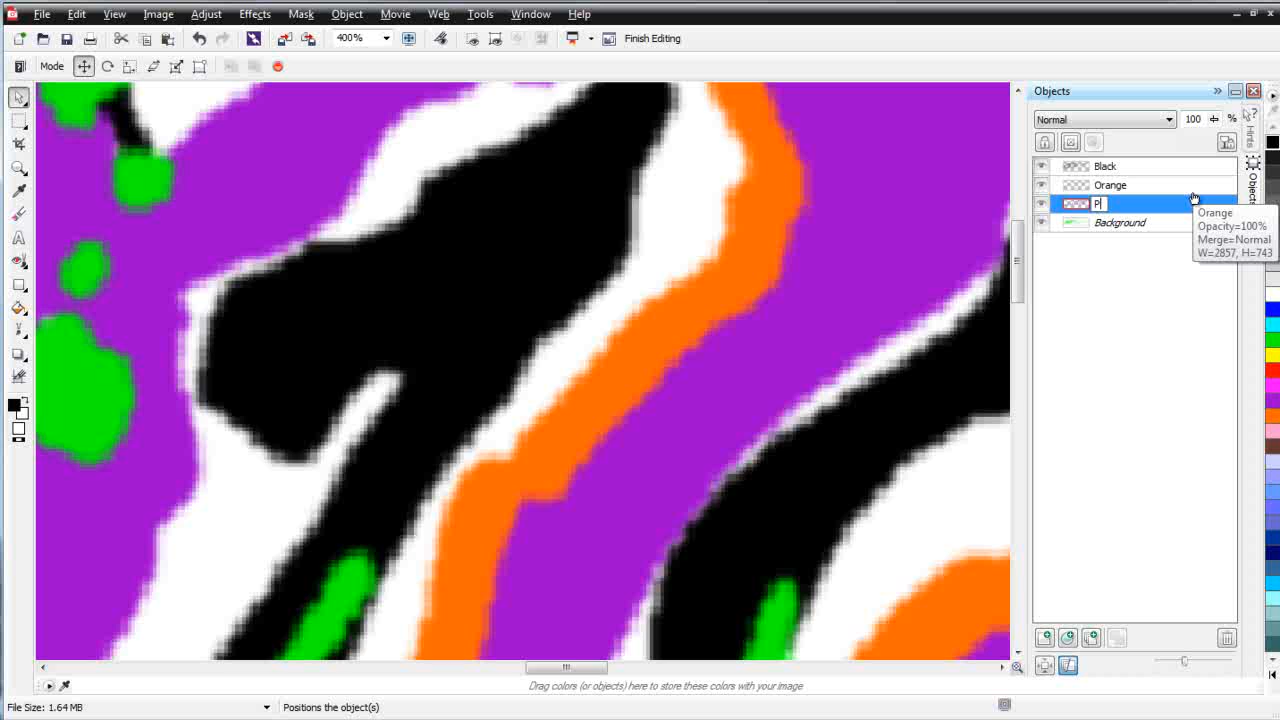 File Edit View Image Adjust Effects Mask Object Movie Web Tools Window Help
400% Finish Editing
Mode
Objects
Normal 100 %
Hints
Objects
Black
Orange
P
Background
Orange
Opacity=100%
Merge=Normal
W=2857, H=743
Drag colors (or objects) here to store these colors with your image
File Size: 1.64 MB Positions the object(s)